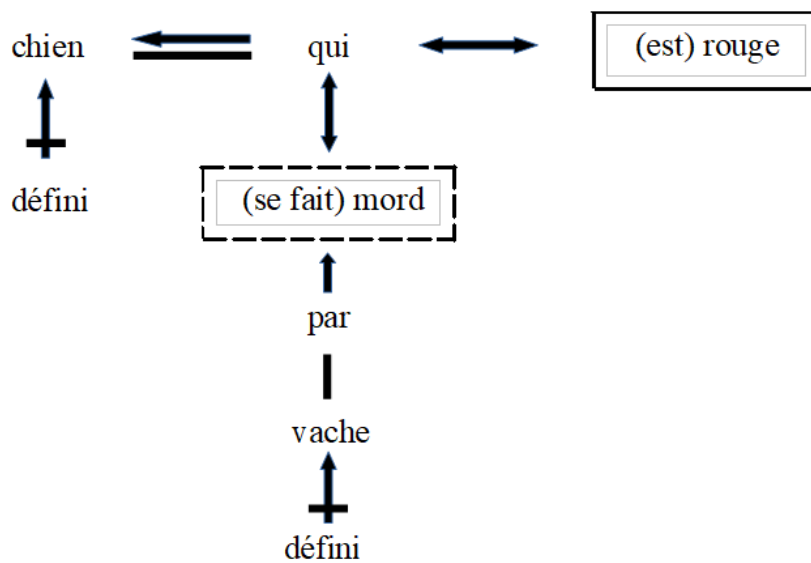 chien qui (est) rouge
défini (se fait) mord
par
vache
défini